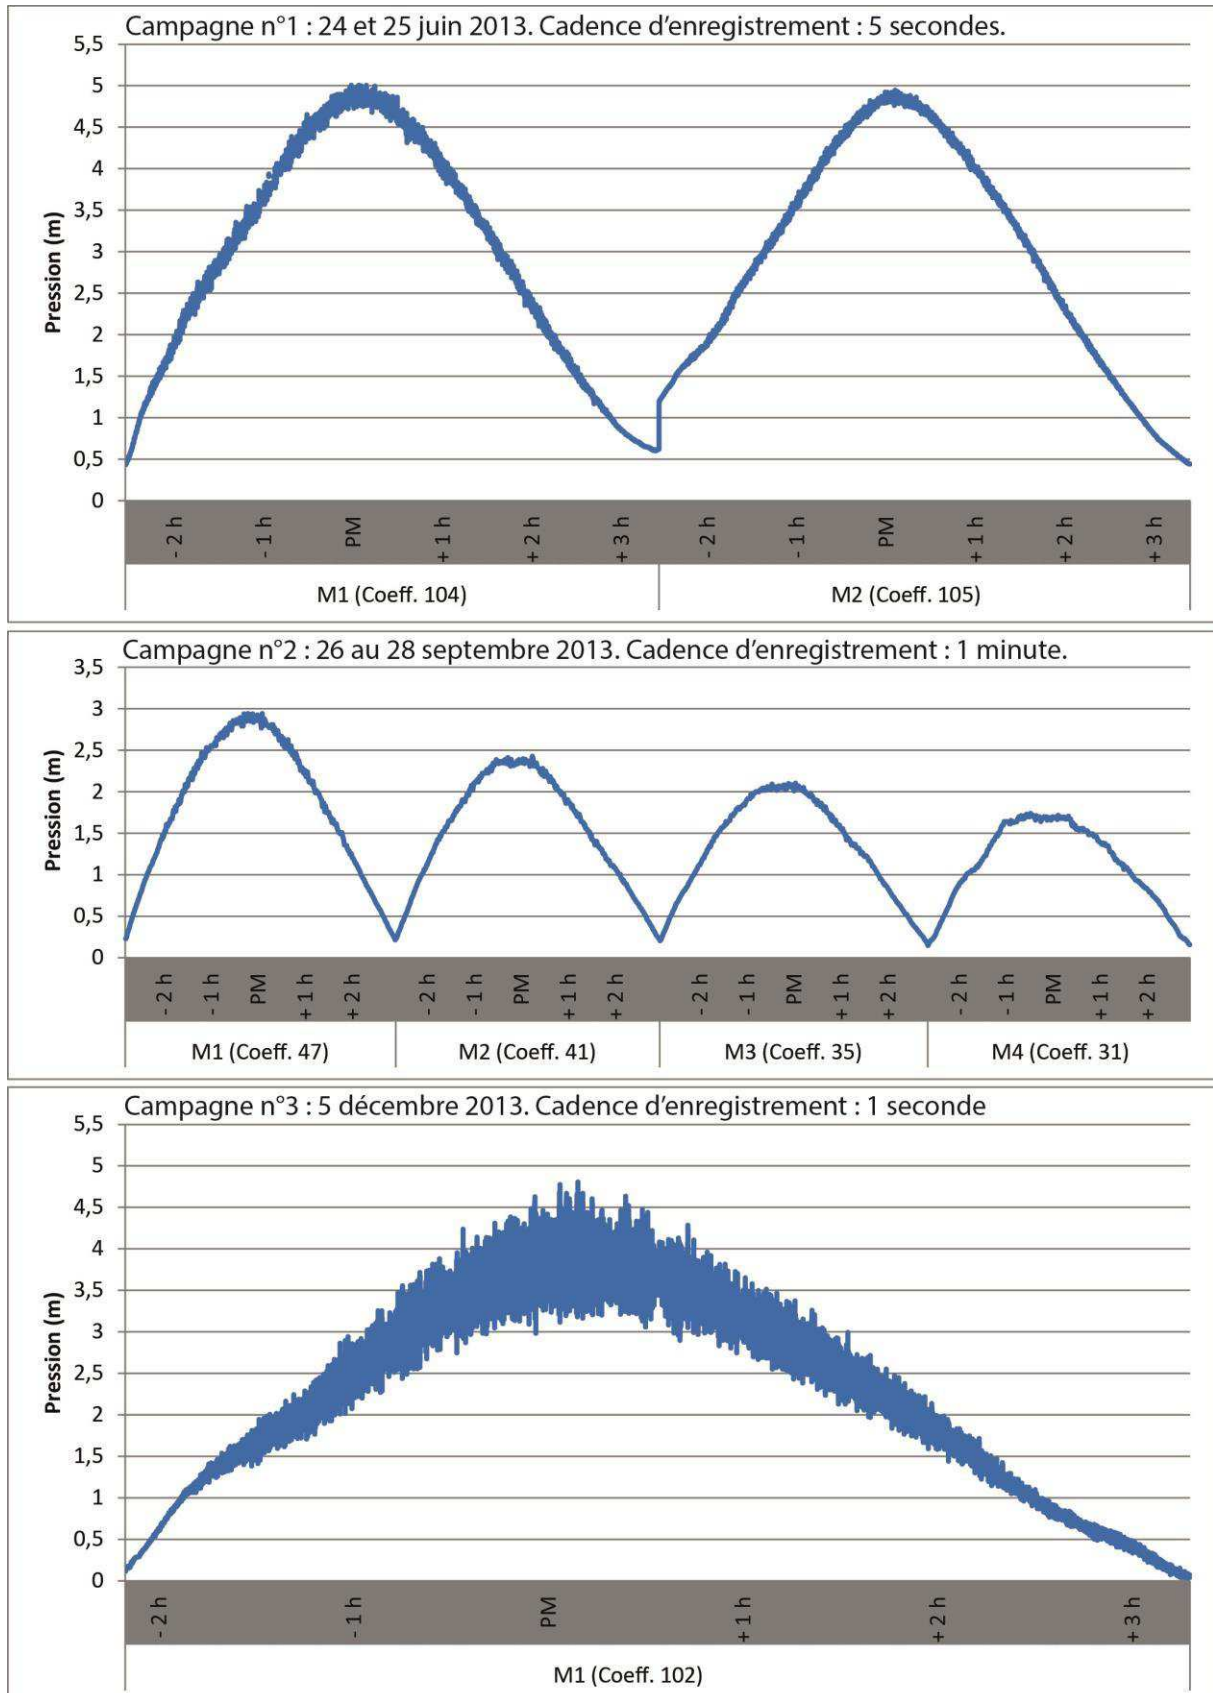 Campagne n°1 : 24 et 25 juin 2013. Cadence d'enregistrement : 5 secondes.
5,5
5
4,5
4
3,5
3
2,5
2
1,5
1
0,5
0
Pression (m)
- 2 h
- 1 h
PM
+ 1 h
+ 2 h
+ 3 h
- 2 h
- 1 h
PM
+ 1 h
+ 2 h
+ 3 h
M1 (Coeff. 104)
M2 (Coeff. 105)
Campagne n°2 : 26 au 28 septembre 2013. Cadence d'enregistrement : 1 minute.
3,5
3
2,5
2
1,5
1
0,5
0
Pression (m)
- 2 h
- 1 h
PM
+ 1 h
+ 2 h
- 2 h
- 1 h
PM
+ 1 h
+ 2 h
- 2 h
- 1 h
PM
+ 1 h
+ 2 h
- 2 h
- 1 h
PM
+ 1 h
+ 2 h
M1 (Coeff. 47)
M2 (Coeff. 41)
M3 (Coeff. 35)
M4 (Coeff. 31)
Campagne n°3 : 5 décembre 2013. Cadence d'enregistrement : 1 seconde
5,5
5
4,5
4
3,5
3
2,5
2
1,5
1
0,5
0
Pression (m)
- 2 h
- 1 h
PM
+ 1 h
+ 2 h
+ 3 h
M1 (Coeff. 102)